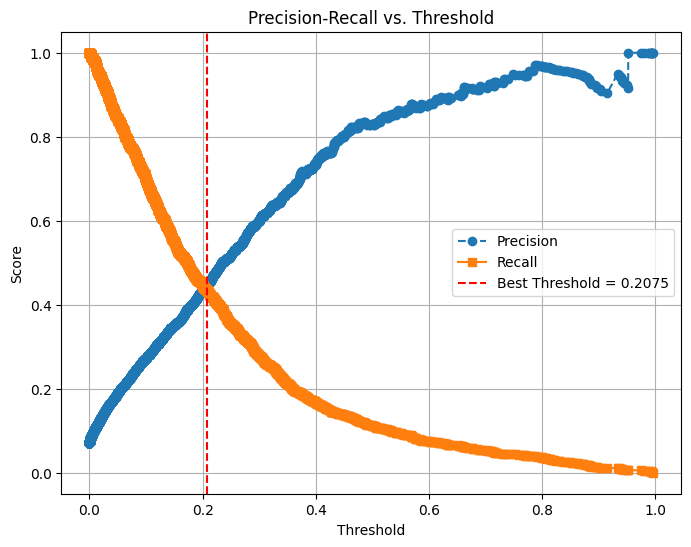 Precision-Recall vs. Threshold
Score
1.0
0.8
0.6
0.4
0.2
0.0
Precision
Recall
Best Threshold = 0.2075
0.0 0.2 0.4 0.6 0.8 1.0
Threshold